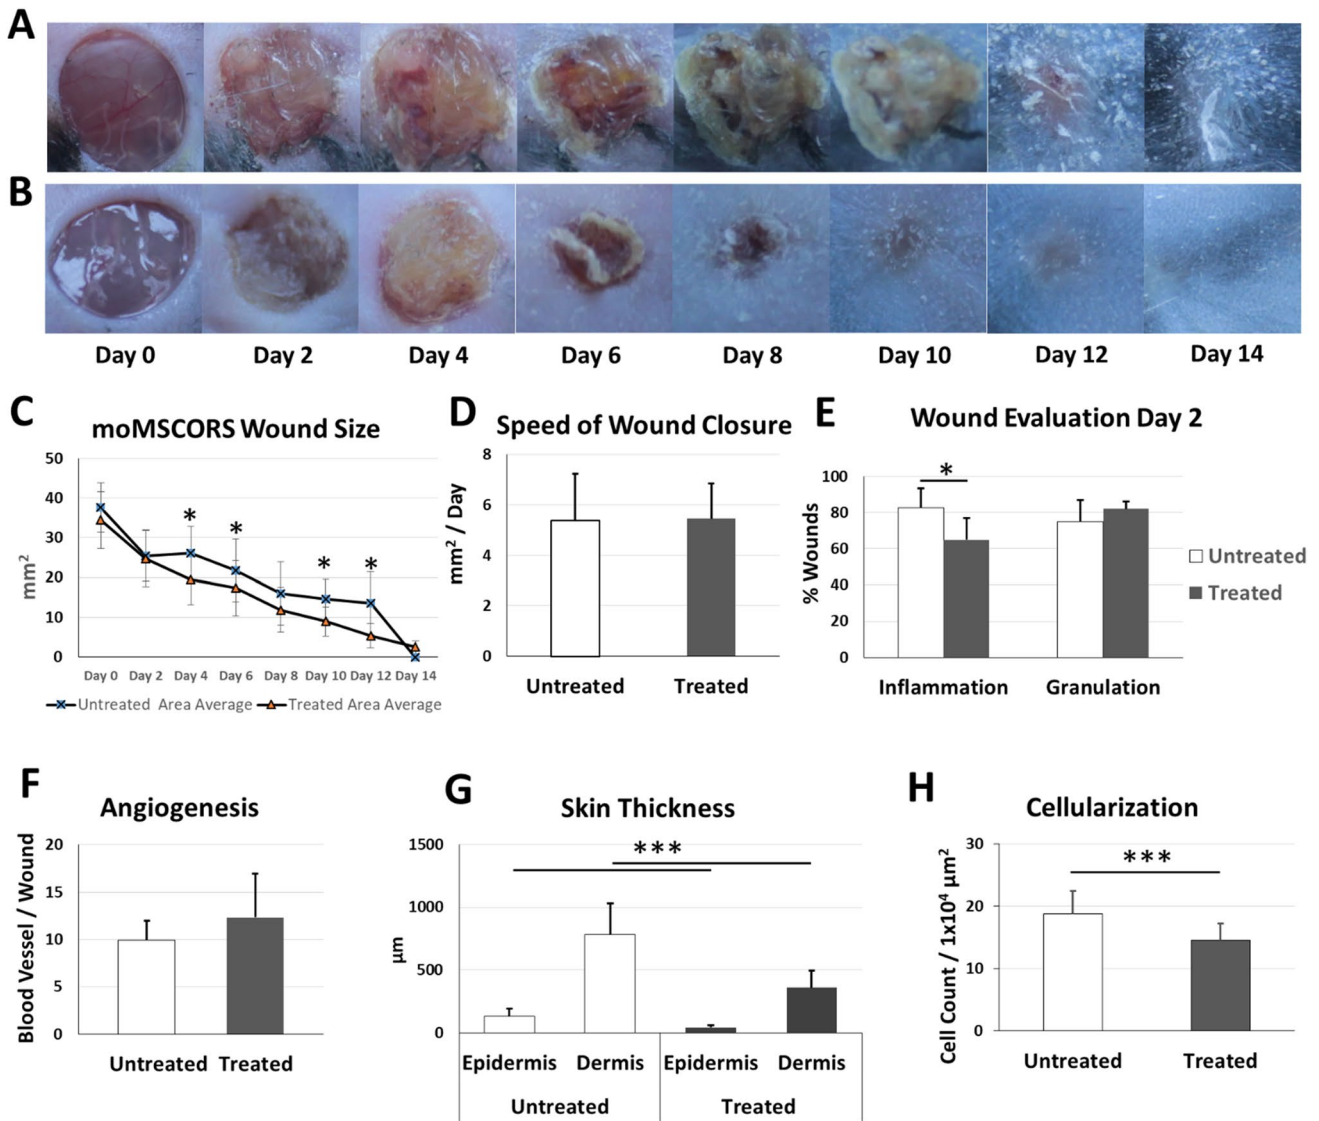 A
B
Day 0 Day 2 Day 4 Day 6 Day 8 Day 10 Day 12 Day 14
C
moMSCORS Wound Size
50
40
30
20
10
0
mm²
* * * *
Day 0 Day 2 Day 4 Day 6 Day 8 Day 10 Day 12 Day 14
Untreated Area Average Treated Area Average
D
Speed of Wound Closure
8
6
4
2
0
mm² / Day
Untreated Treated
E
Wound Evaluation Day 2
100
80
60
40
20
0
% Wounds
*
Inflammation Granulation
Untreated
Treated
F
Angiogenesis
20
15
10
5
0
Blood Vessel / Wound
Untreated Treated
G
Skin Thickness
1500
1000
500
0
µm
***
Epidermis Dermis Epidermis Dermis
Untreated Treated
H
Cellularization
30
20
10
0
Cell Count / 1x10⁴ µm²
***
Untreated Treated